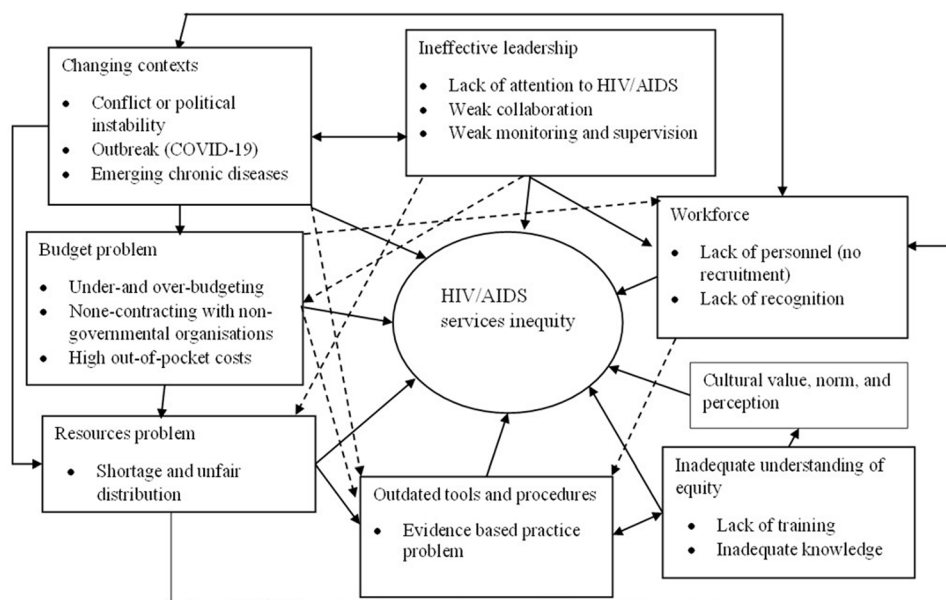 Changing contexts
• Conflict or political
instability
• Outbreak (COVID-19)
• Emerging chronic diseases
Ineffective leadership
• Lack of attention to HIV/AIDS
• Weak collaboration
• Weak monitoring and supervision
Budget problem
• Under-and over-budgeting
• None-contracting with non-
governmental organisations
• High out-of-pocket costs
HIV/AIDS
services inequity
Workforce
• Lack of personnel (no
recruitment)
• Lack of recognition
Cultural value, norm, and
perception
Resources problem
• Shortage and unfair
distribution
Outdated tools and procedures
• Evidence based practice
problem
Inadequate understanding of
equity
• Lack of training
• Inadequate knowledge